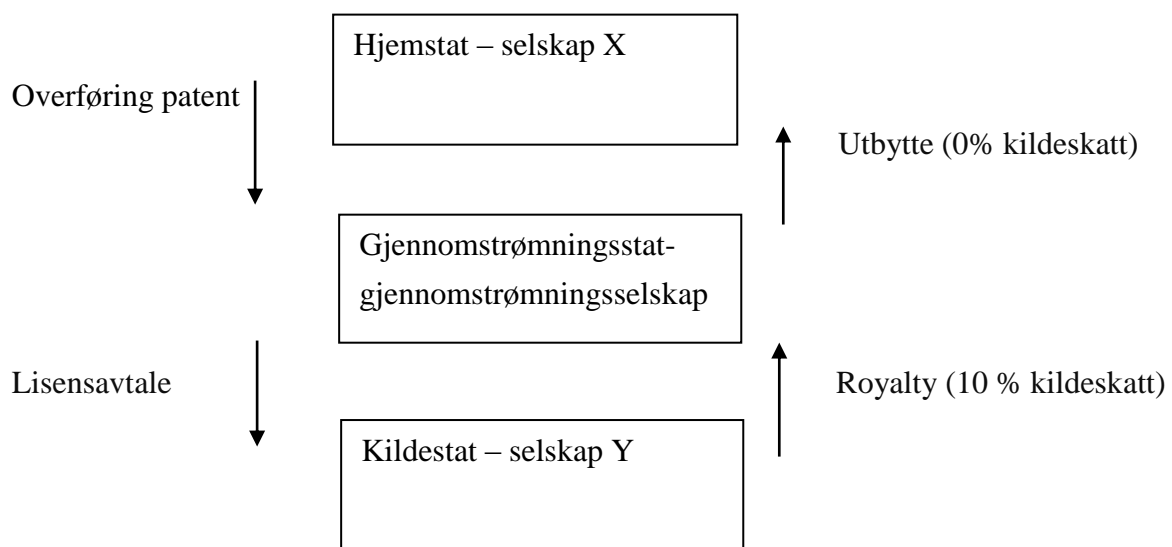 Hjemstat – selskap X
Overføring patent
Utbytte (0% kildeskatt)
Gjennomstrømningsstat-
gjennomstrømningsselskap
Lisensavtale
Royalty (10 % kildeskatt)
Kildestat – selskap Y